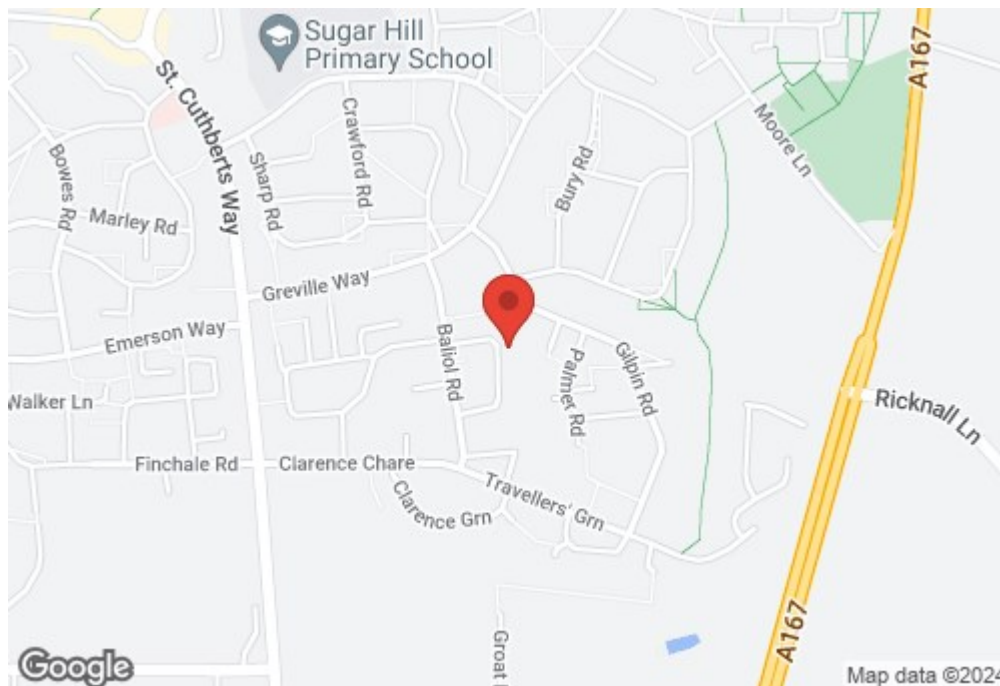 Sugar Hill
Primary School
A167
St. Cuthberts Way
Crawford Rd
Moore Ln
Bowes Rd
Sharp Rd
Bury Rd
Marley Rd
Greville Way
Emerson Way
Baliol Rd
Palmer Rd
Gilpin Rd
Walker Ln
Ricknall Ln
Finchale Rd
Clarence Chare
Clarence Grn
Travellers' Grn
Groat
A167
Google
Map data ©2024